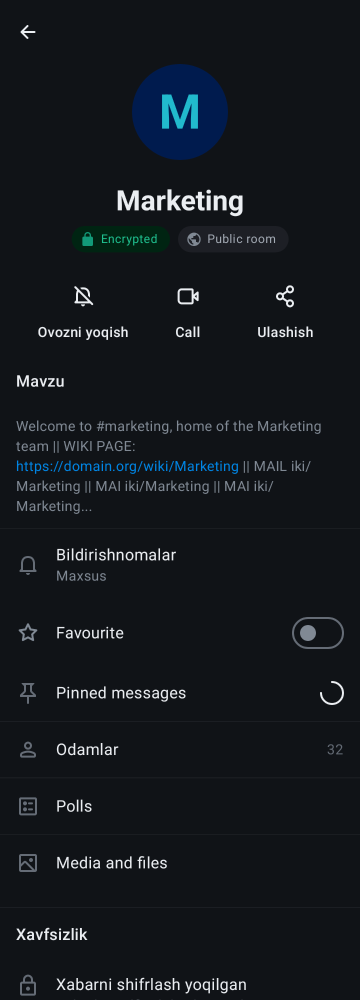 M
Marketing
Encrypted
Public room
Ovozni yoqish
Call
Ulashish
Mavzu
Welcome to #marketing, home of the Marketing
team || WIKI PAGE:
https://domain.org/wiki/Marketing || MAIL iki/
Marketing || MAI iki/Marketing || MAI iki/
Marketing...
Bildirishnomalar
Maxsus
Favourite
Pinned messages
Odamlar 32
Polls
Media and files
Xavfsizlik
Xabarni shifrlash yoqilgan